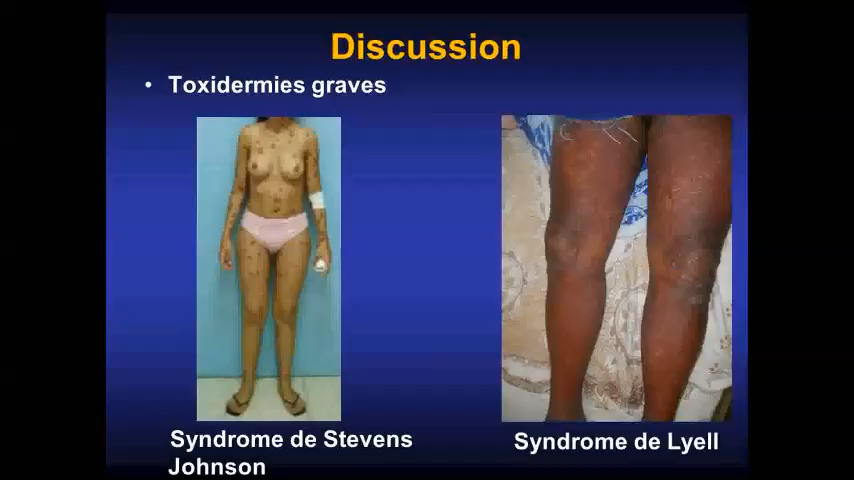 Discussion
• Toxidermies graves
Syndrome de Stevens
Johnson
Syndrome de Lyell